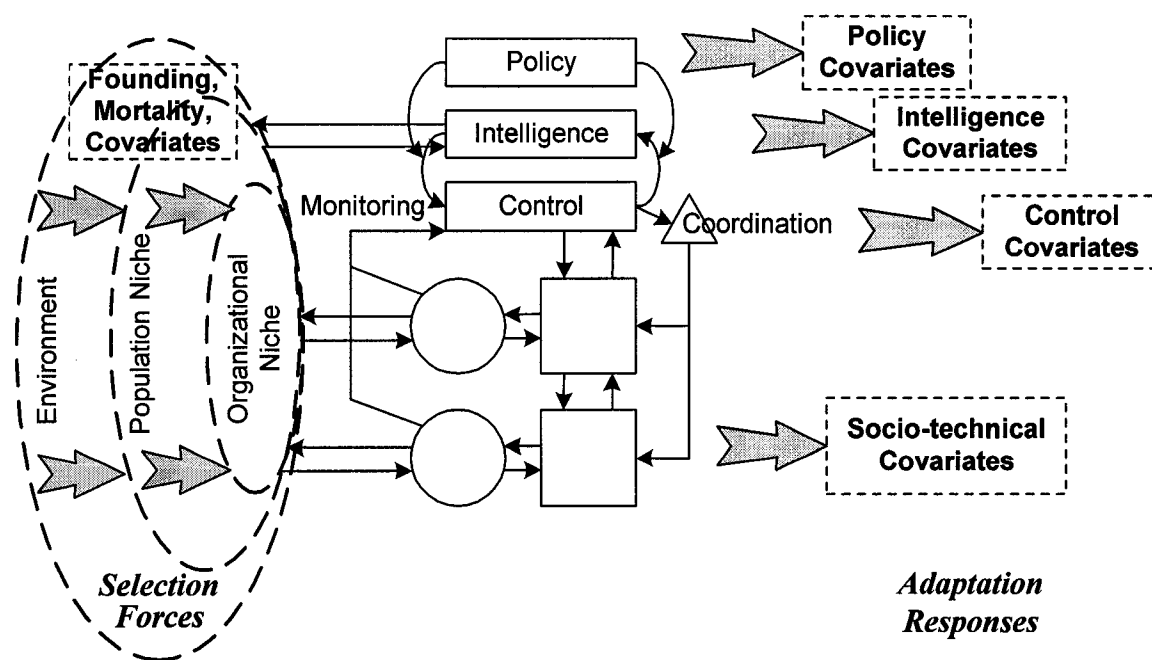 Policy
Policy
Covariates
Founding,
Mortality,
Covariates
Intelligence
Intelligence
Covariates
Monitoring
Control
Coordination
Control
Covariates
Environment
Population Niche
Organizational
Niche
Socio-technical
Covariates
Selection
Forces
Adaptation
Responses